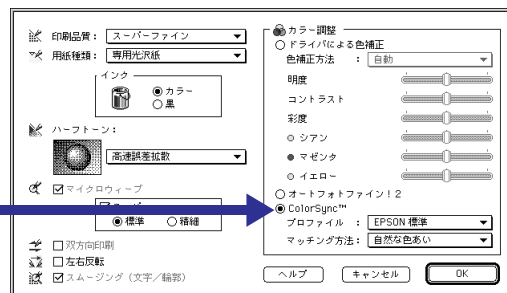 印刷品質： スーパーファイン
用紙種類： 専用光沢紙
インク
カラー
黒
ハーフトーン：
高速誤差拡散
マイクロウィーブ
標準 精細
双方向印刷
左右反転
スムージング（文字／輪郭）
カラー調整
ドライバによる色補正
色補正方法 ： 自動
明度
コントラスト
彩度
シアン
マゼンタ
イエロー
オートフォトファイン！2
ColorSync™
プロファイル ： EPSON 標準
マッチング方法： 自然な色あい
ヘルプ キャンセル OK